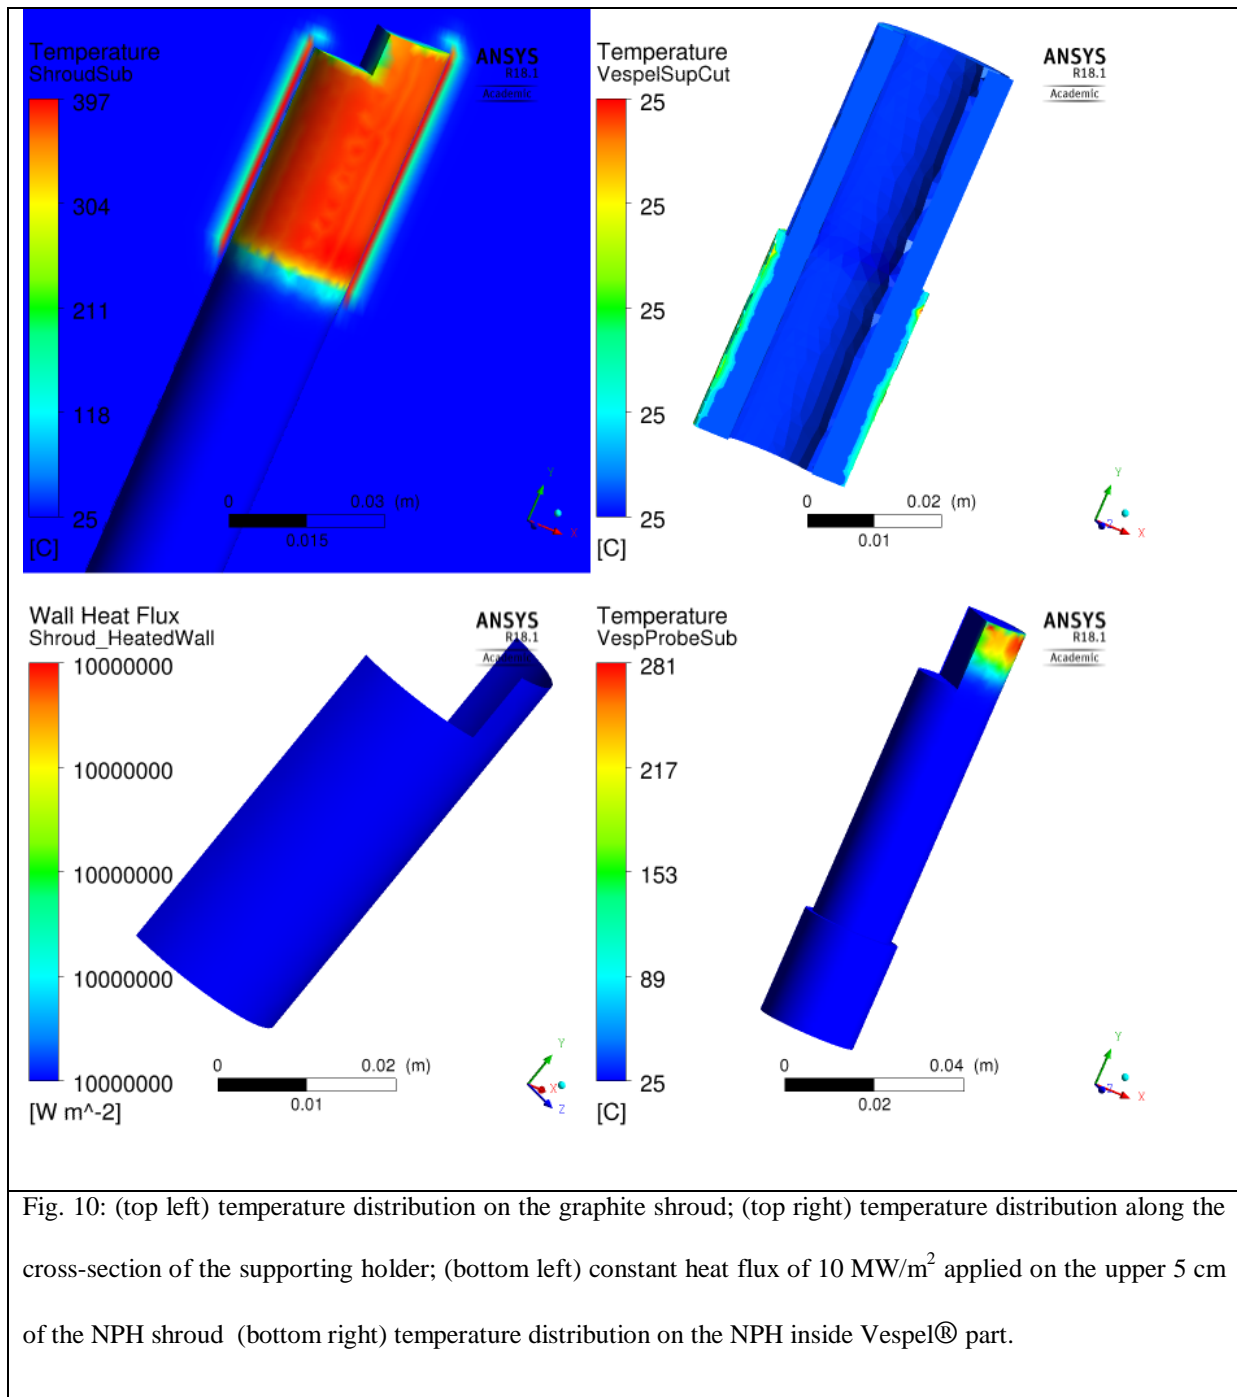 Temperature
ShroudSub
397
304
211
118
25
[C]
0
0.03 (m)
0.015
ANSYS
R18.1
Academic
Y
X
Temperature
VespelSupCut
25
25
25
25
25
[C]
0
0.02 (m)
0.01
ANSYS
R18.1
Academic
Y
Z
X
Wall Heat Flux
Shroud_HeatedWall
10000000
10000000
10000000
10000000
10000000
[W m^-2]
0
0.02 (m)
0.01
ANSYS
R18.1
Academic
Y
X
Z
Temperature
VespProbeSub
281
217
153
89
25
[C]
0
0.04 (m)
0.02
ANSYS
R18.1
Academic
Y
Z
X
Fig. 10: (top left) temperature distribution on the graphite shroud; (top right) temperature distribution along the
cross-section of the supporting holder; (bottom left) constant heat flux of 10 MW/m² applied on the upper 5 cm
of the NPH shroud (bottom right) temperature distribution on the NPH inside Vespel® part.